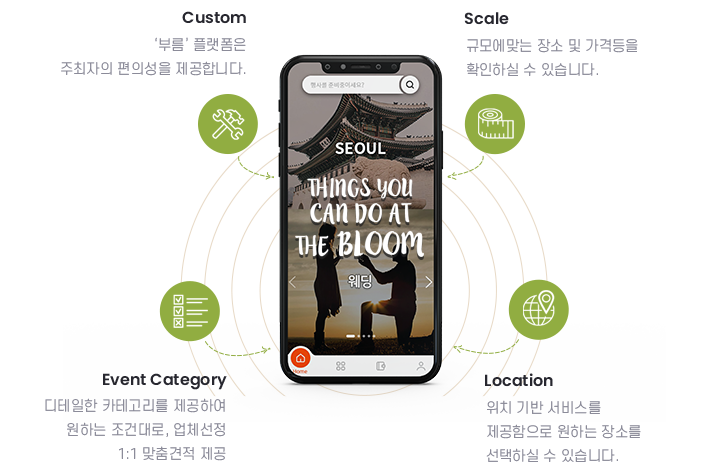 Custom
‘부름’ 플랫폼은
주최자의 편의성을 제공합니다.
Scale
규모에맞는 장소 및 가격등을
확인하실 수 있습니다.
행사를 준비중이세요?
SEOUL
THINGS YOU
CAN DO AT
THE BLOOM
웨딩
Home
Event Category
디테일한 카테고리를 제공하여
원하는 조건대로, 업체선정
1:1 맞춤견적 제공
Location
위치 기반 서비스를
제공함으로 원하는 장소를
선택하실 수 있습니다.